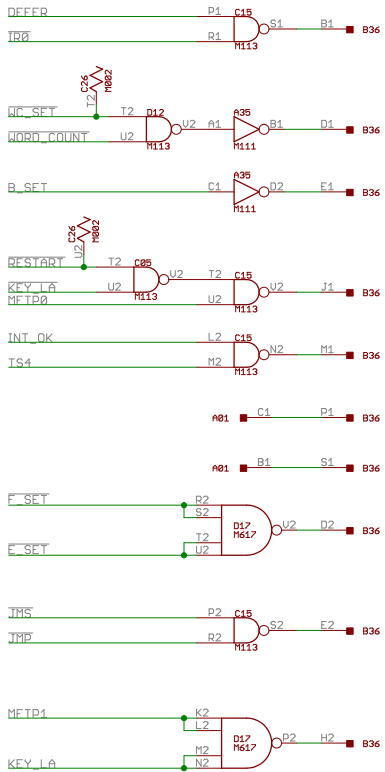 DEFER P1 C15 S1 B1 B36
IR0 R1 M113
C26 M002 T2
WC_SET T2 D12 V2 A1 A35 B1 D1 B36
WORD_COUNT U2 M113 M111
B_SET C1 A35 D2 E1 B36
M111
C26 M002 U2
RESTART T2 C05 V2 T2 C15 V2 J1 B36
KEY_LA U2 M113
MFTP0 U2 M113
INT_OK L2 C15 N2 M1 B36
TS4 M2 M113
A01 C1 P1 B36
A01 B1 S1 B36
F_SET R2
S2 D17 V2 D2 B36
T2 M617
E_SET U2
JMS P2 C15 S2 E2 B36
JMP R2 M113
MFTP1 K2
L2 D17 P2 H2 B36
M2 M617
KEY_LA N2